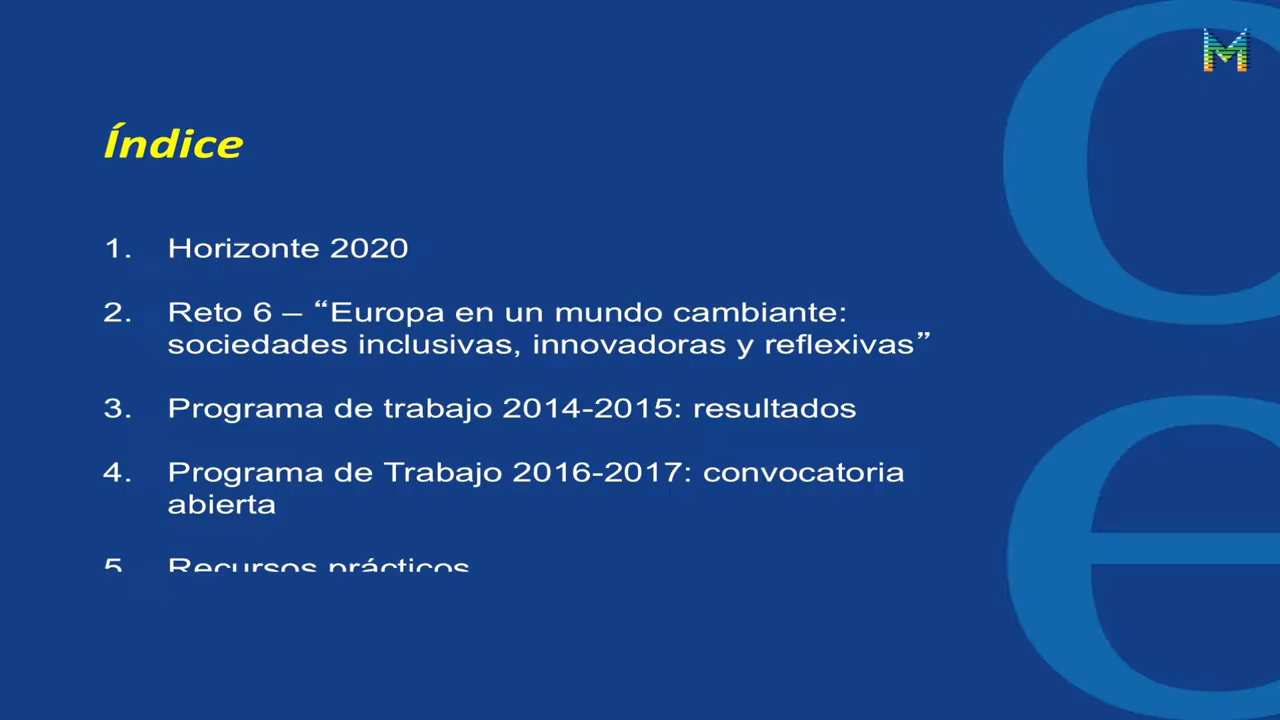 Índice
1. Horizonte 2020
2. Reto 6 – “Europa en un mundo cambiante:
sociedades inclusivas, innovadoras y reflexivas”
3. Programa de trabajo 2014-2015: resultados
4. Programa de Trabajo 2016-2017: convocatoria
abierta
5. Recursos prácticos
M
C
e